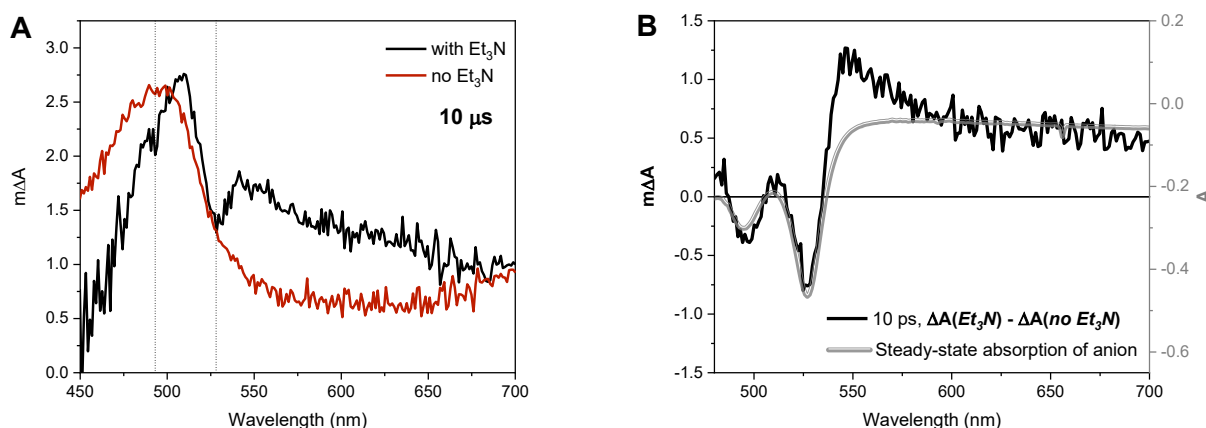 A
with Et₃N
no Et₃N
10 µs
3.0
2.5
2.0
1.5
1.0
0.5
0.0
mΔA
450
500
550
600
650
700
Wavelength (nm)
B
1.5
1.0
0.5
0.0
-0.5
-1.0
-1.5
mΔA
10 ps, ΔA(Et₃N) - ΔA(no Et₃N)
Steady-state absorption of anion
500
550
600
650
700
Wavelength (nm)
0.2
0.0
-0.2
-0.4
-0.6
A